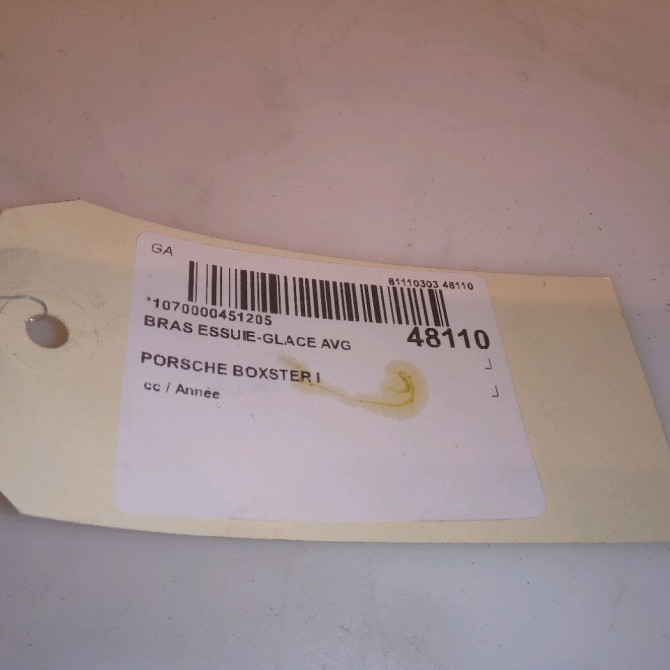 GA
81110303 48110
*1070000451205
BRAS ESSUIE-GLACE AVG
48110
PORSCHE BOXSTER I
cc / Année